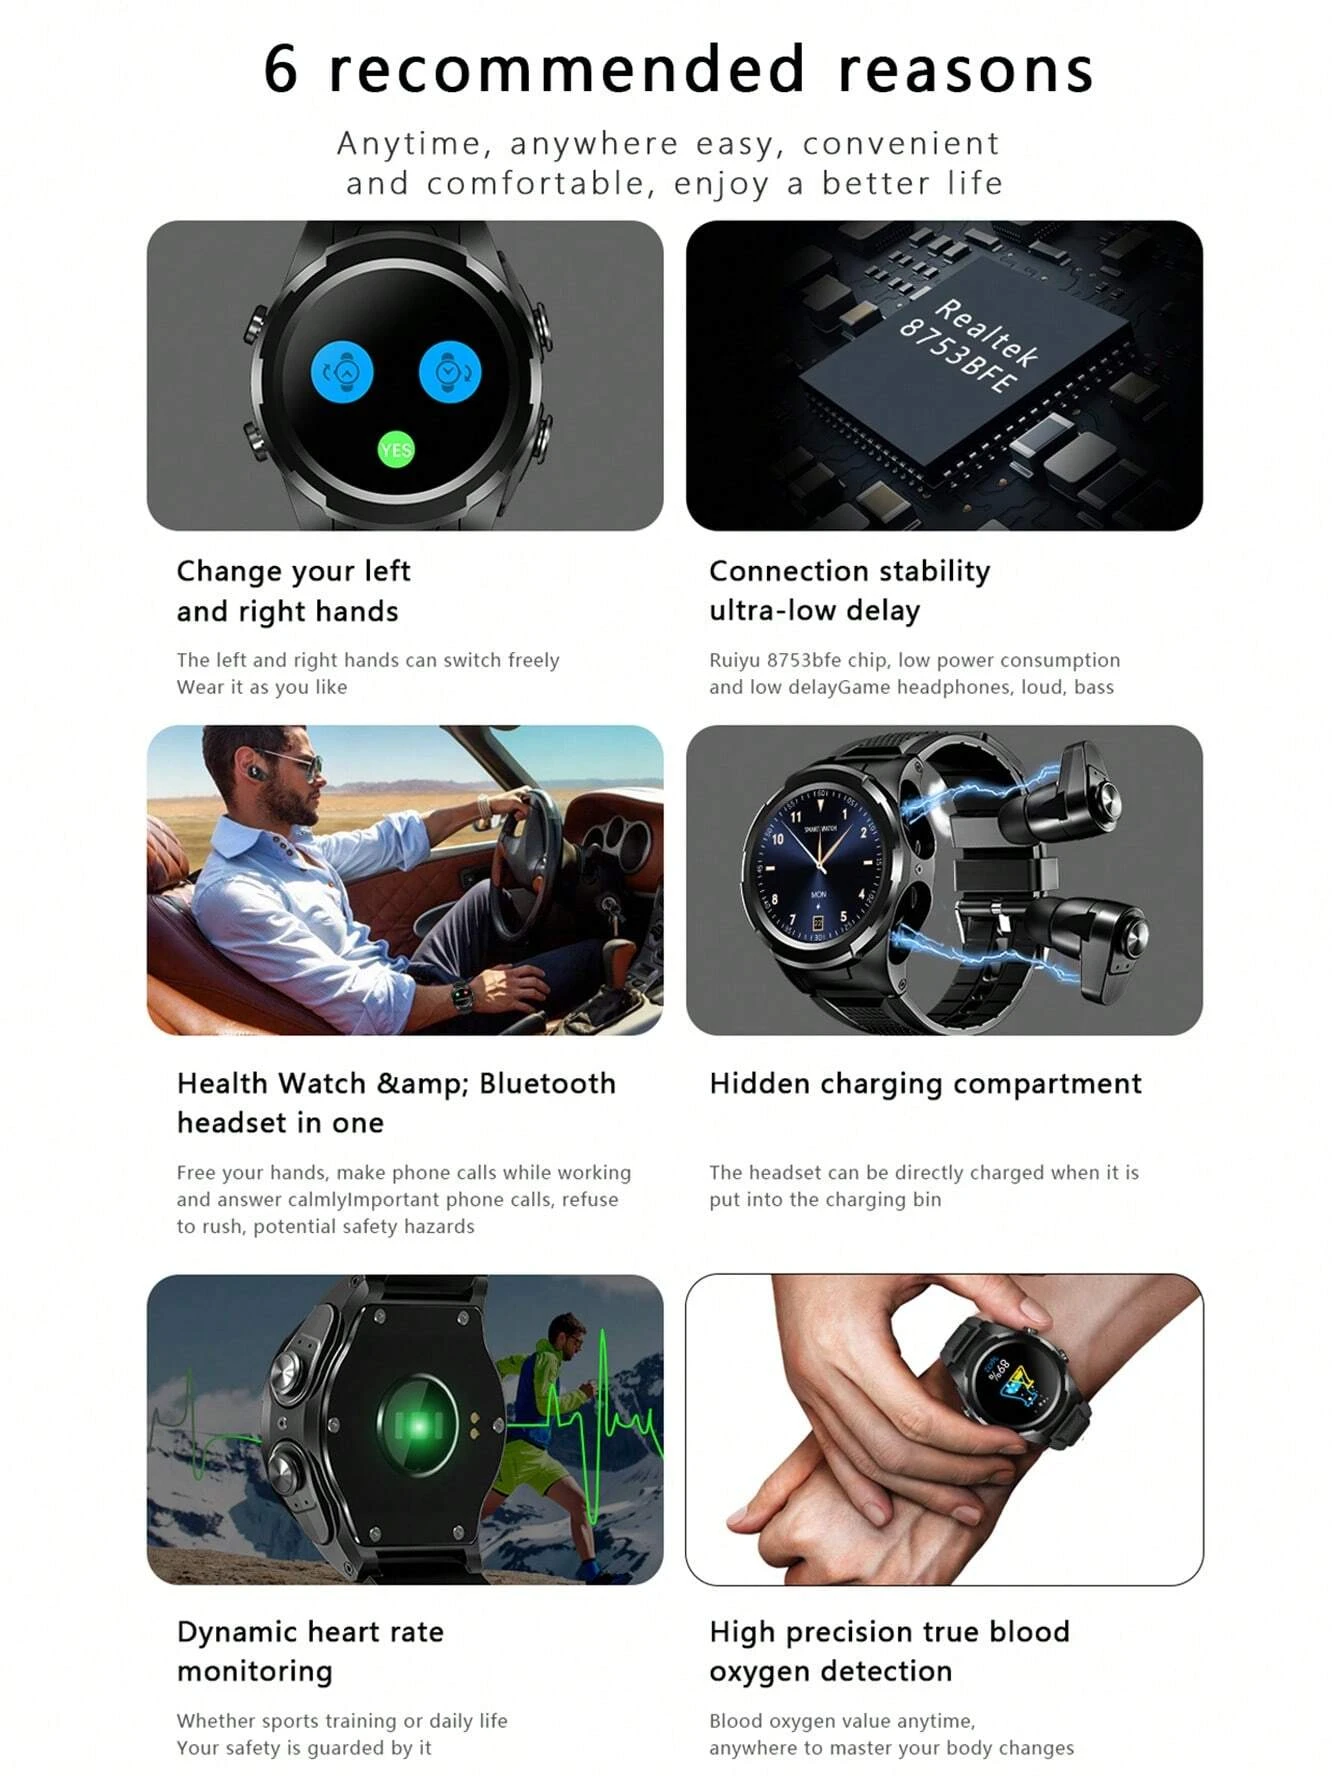 6 recommended reasons
Anytime, anywhere easy, convenient
and comfortable, enjoy a better life
YES
Realtek
8753BFE
Change your left
and right hands
The left and right hands can switch freely
Wear it as you like
Connection stability
ultra-low delay
Ruiyu 8753bfe chip, low power consumption
and low delayGame headphones, loud, bass
SMART WATCH
MON
22
11
1
10
2
8
4
7
5
Health Watch &amp; Bluetooth
headset in one
Free your hands, make phone calls while working
and answer calmlyImportant phone calls, refuse
to rush, potential safety hazards
Hidden charging compartment
The headset can be directly charged when it is
put into the charging bin
89%
Dynamic heart rate
monitoring
Whether sports training or daily life
Your safety is guarded by it
High precision true blood
oxygen detection
Blood oxygen value anytime,
anywhere to master your body changes